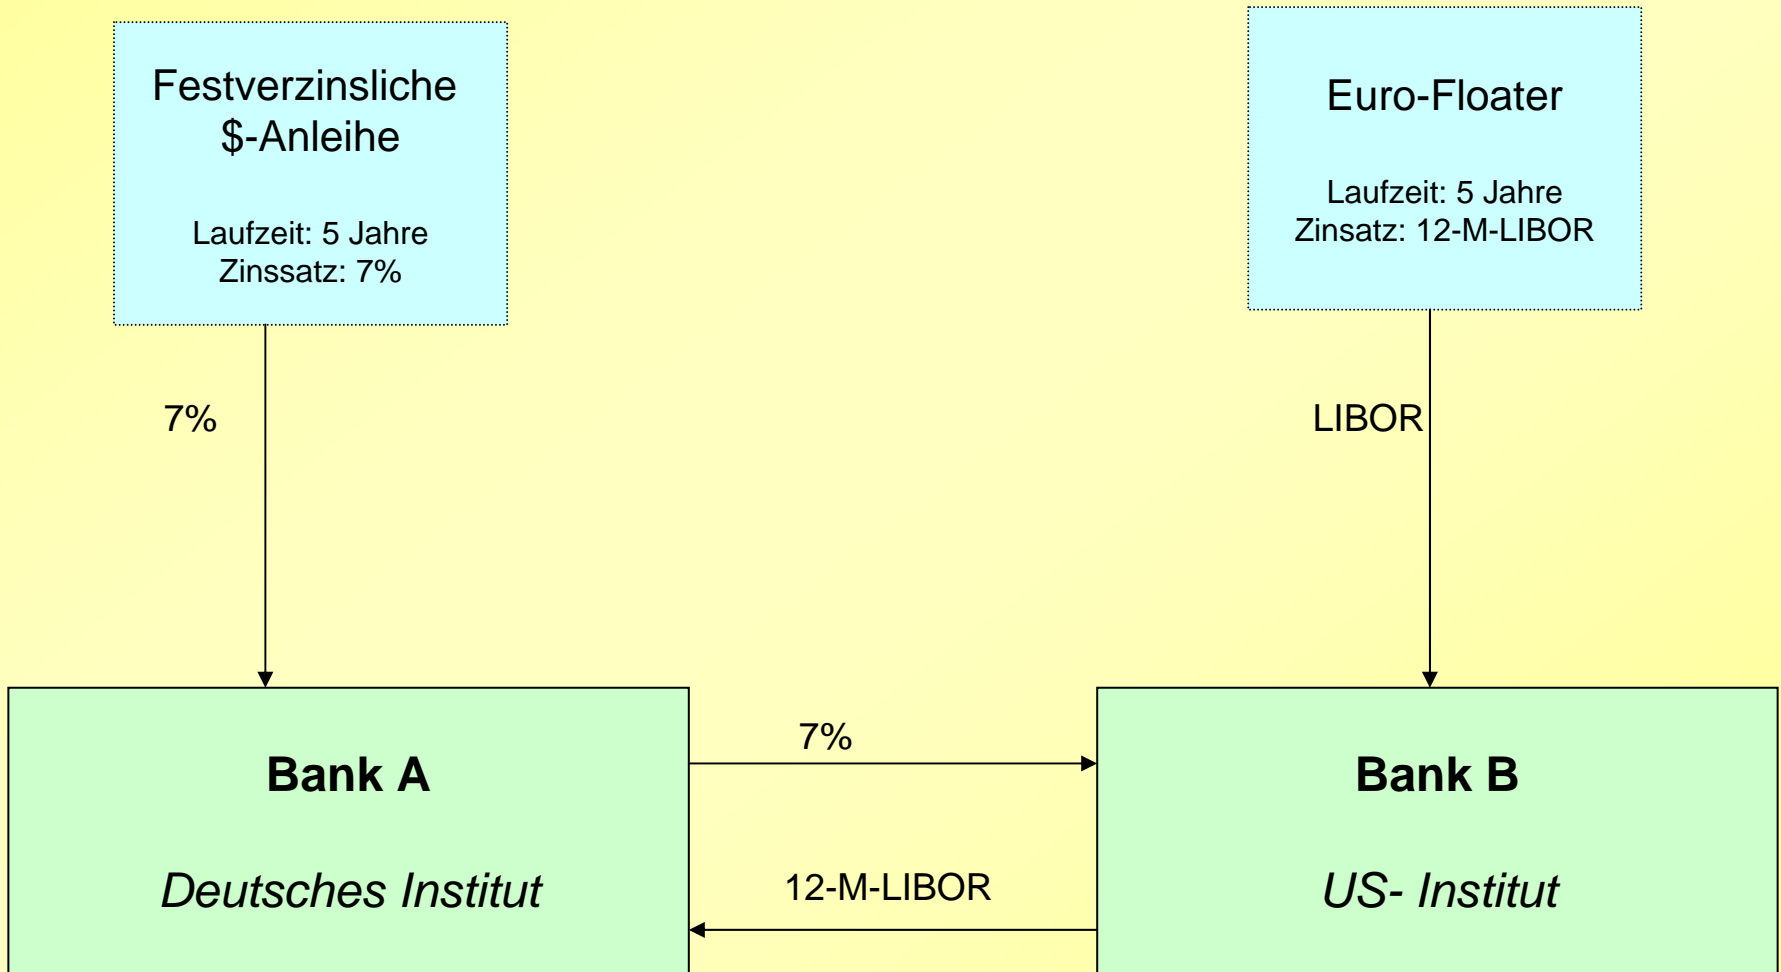 Festverzinsliche
$-Anleihe
Laufzeit: 5 Jahre
Zinssatz: 7%
Euro-Floater
Laufzeit: 5 Jahre
Zinsatz: 12-M-LIBOR
7%
LIBOR
7%
Bank A
Deutsches Institut
12-M-LIBOR
Bank B
US- Institut